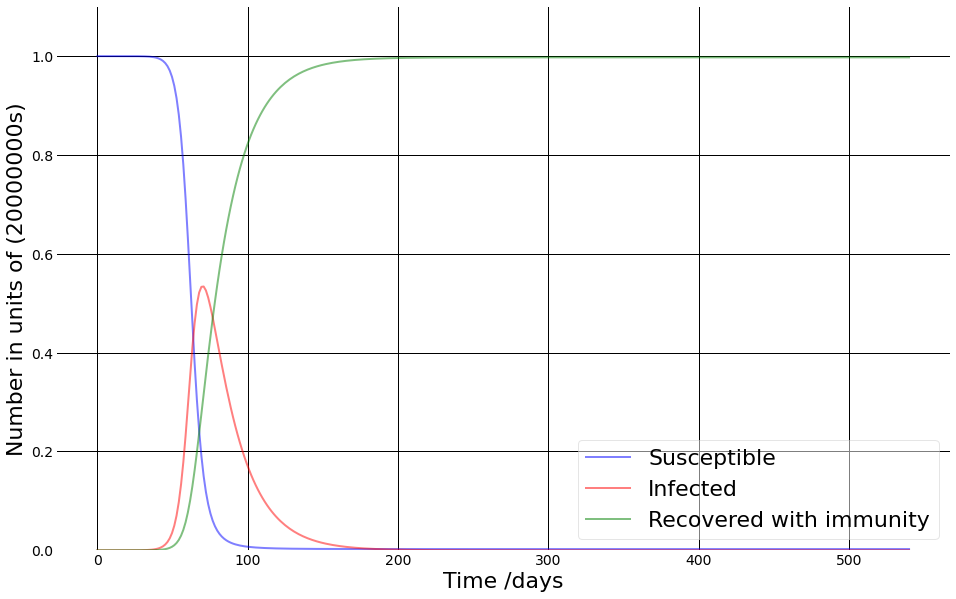 Number in units of (20000000s)
1.0
0.8
0.6
0.4
0.2
0.0
0
100
200
300
400
500
Time /days
Susceptible
Infected
Recovered with immunity